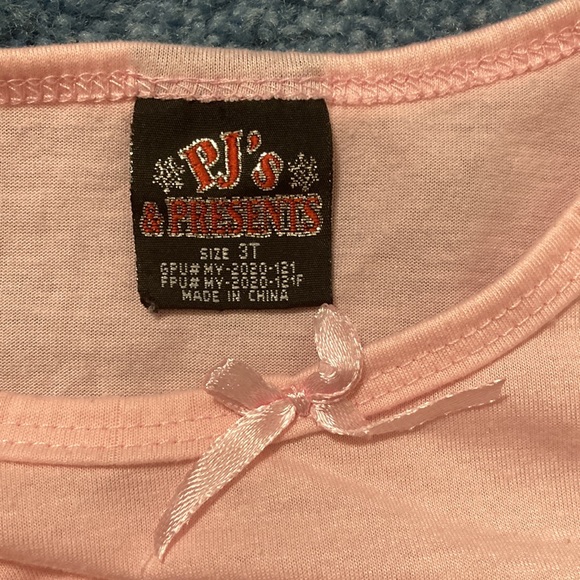 PJ's
& PRESENTS
SIZE 3T
GPU# MY-2020-121
FPU# MY-2020-121F
MADE IN CHINA